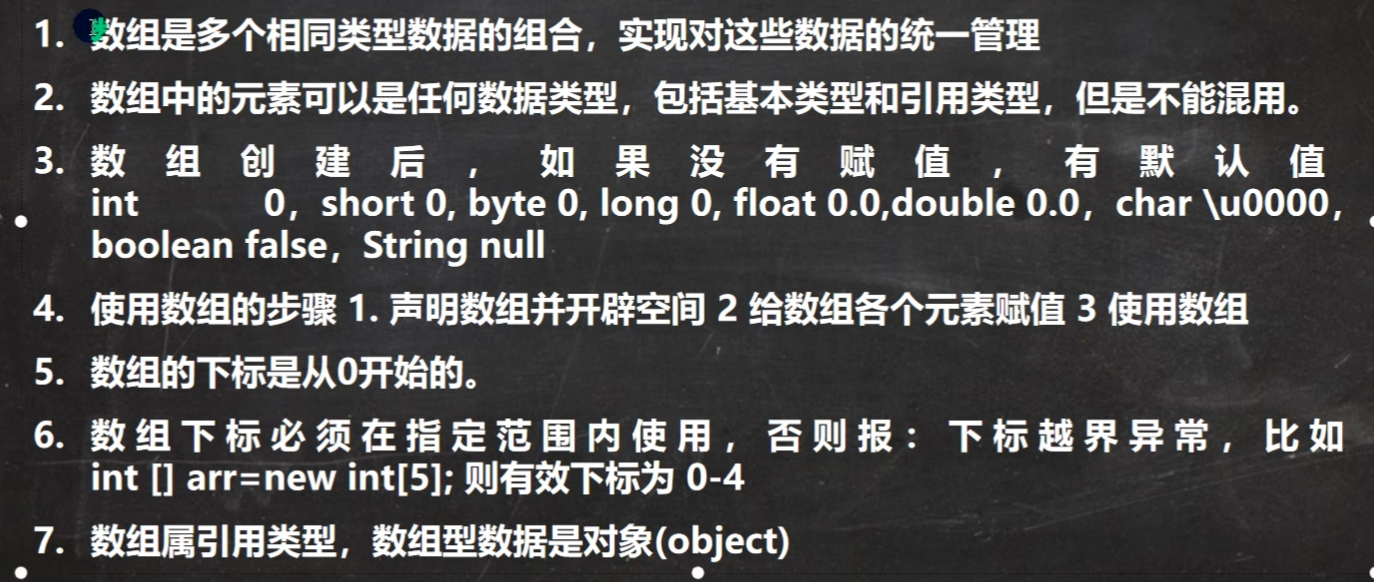 1. 数组是多个相同类型数据的组合，实现对这些数据的统一管理
2. 数组中的元素可以是任何数据类型，包括基本类型和引用类型，但是不能混用。
3. 数组创建后，如果没有赋值，有默认值
int 0，short 0, byte 0, long 0, float 0.0,double 0.0，char \u0000，
boolean false，String null
4. 使用数组的步骤 1. 声明数组并开辟空间 2 给数组各个元素赋值 3 使用数组
5. 数组的下标是从0开始的。
6. 数组下标必须在指定范围内使用，否则报：下标越界异常，比如
int [] arr=new int[5]; 则有效下标为 0-4
7. 数组属引用类型，数组型数据是对象(object)